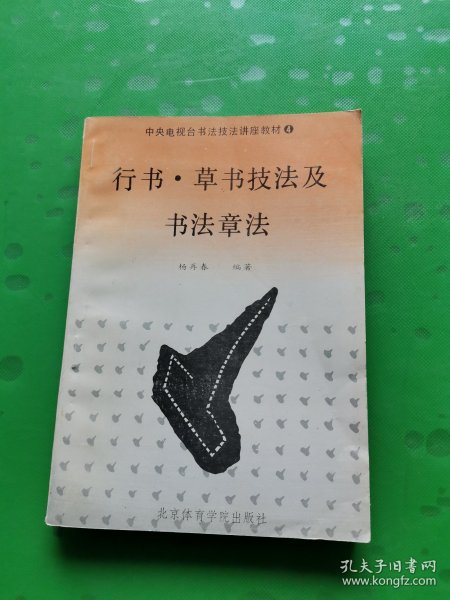 中央电视台书法技法讲座教材4
行书·草书技法及
书法章法
杨再春 编著
北京体育学院出版社
孔夫子旧书网
www.kongfz.com